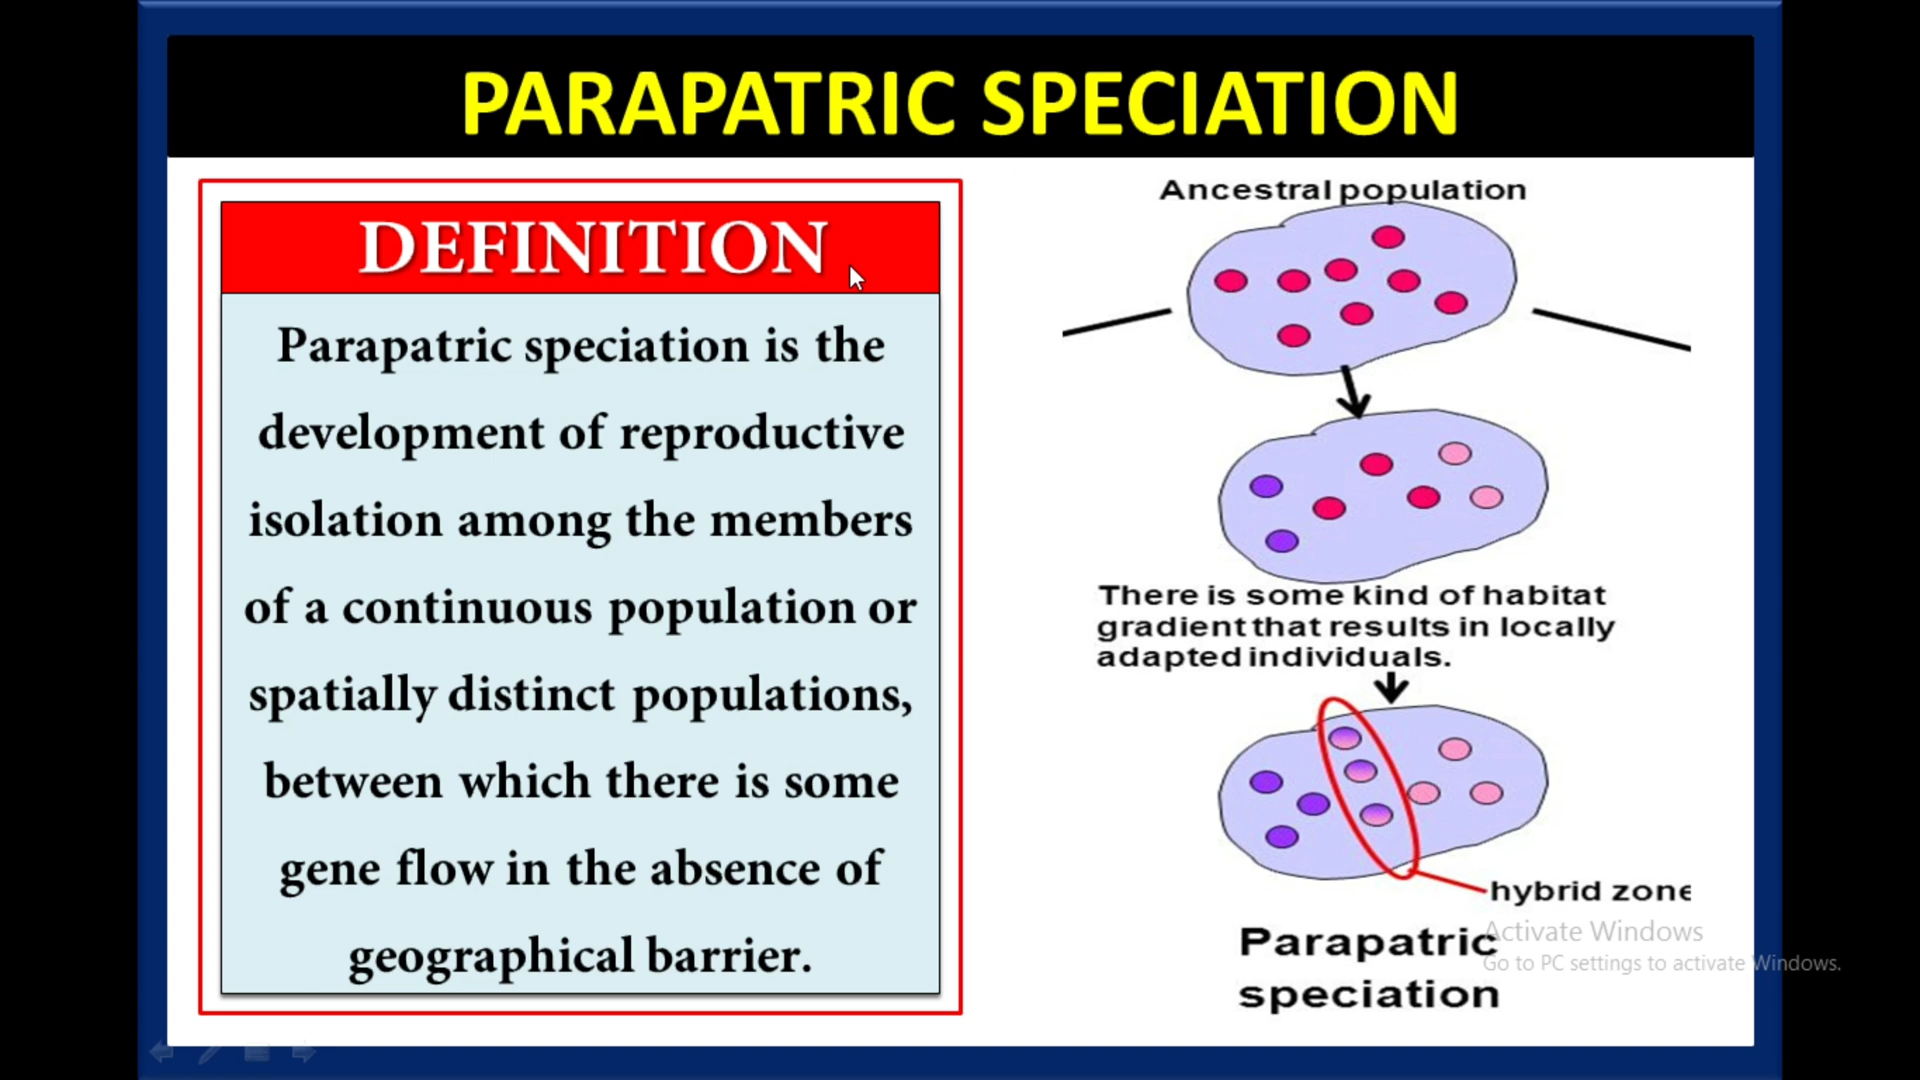 PARAPATRIC SPECIATION
DEFINITION
Parapatric speciation is the
development of reproductive
isolation among the members
of a continuous population or
spatially distinct populations,
between which there is some
gene flow in the absence of
geographical barrier.
Ancestral population
There is some kind of habitat
gradient that results in locally
adapted individuals.
hybrid zone
Parapatric
speciation
Activate Windows
Go to PC settings to activate Windows.